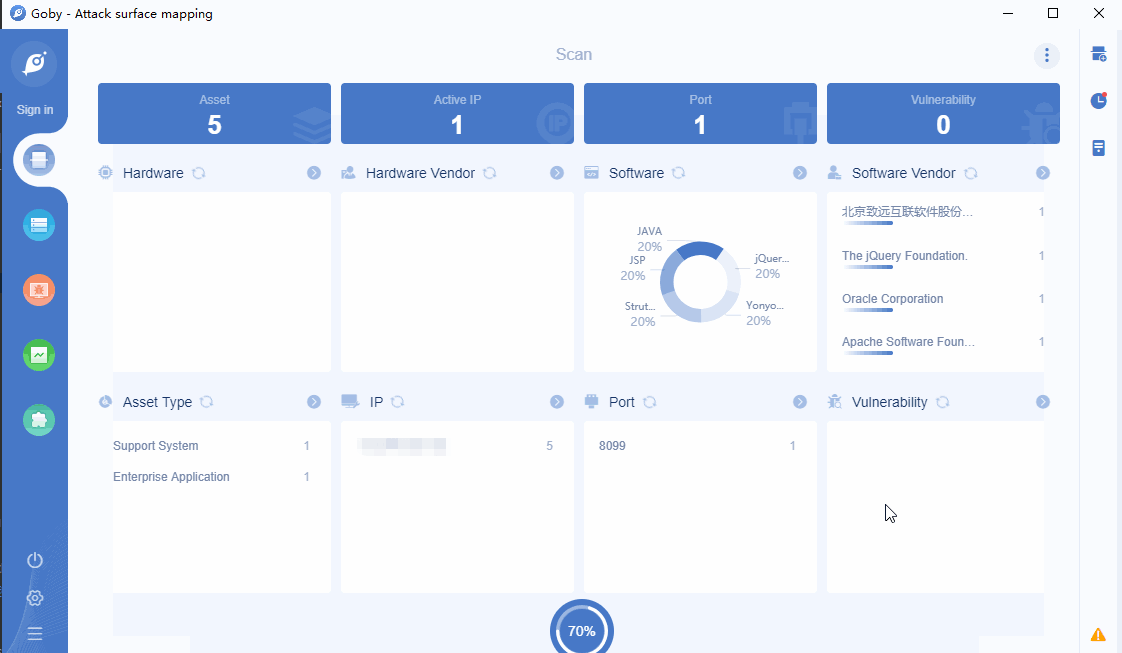 Goby - Attack surface mapping
Sign in
Scan
Asset
5
Active IP
1
IP
Port
1
Vulnerability
0
Hardware
Hardware Vendor
Software
Software Vendor
JAVA
20%
JSP
20%
Strut...
20%
jQuer...
20%
Yonyo...
20%
北京致远互联软件股份... 1
The jQuery Foundation. 1
Oracle Corporation 1
Apache Software Foun... 1
Asset Type
IP
Port
Vulnerability
Support System 1
Enterprise Application 1
5
8099 1
70%